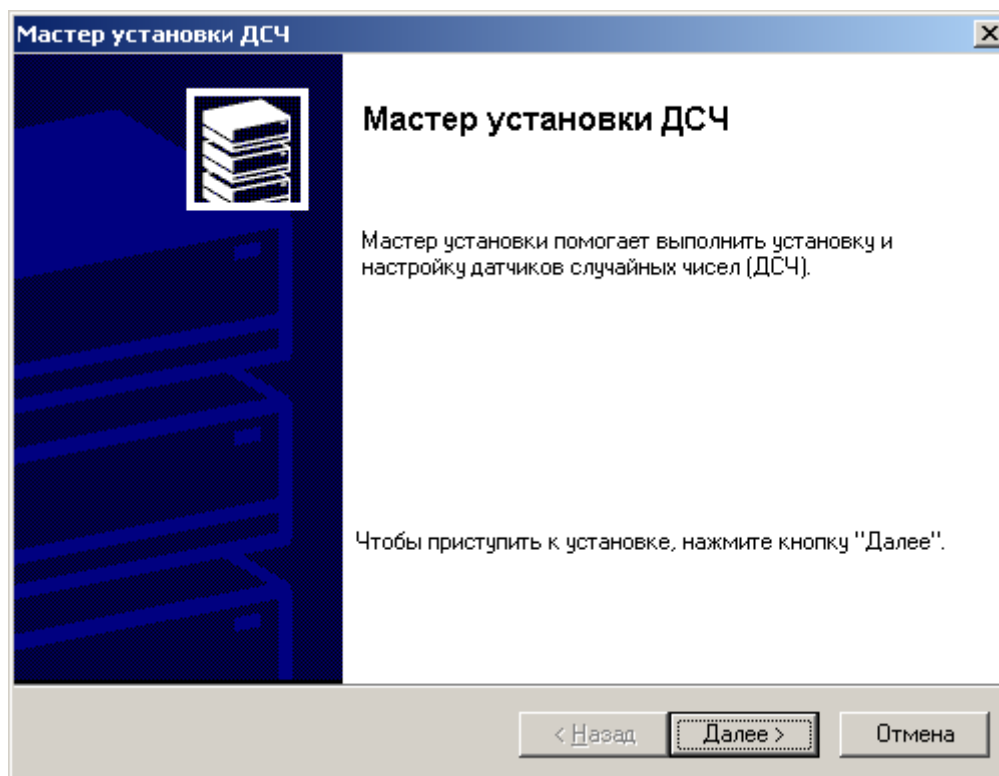 Мастер установки ДСЧ
Мастер установки ДСЧ
Мастер установки помогает выполнить установку и
настройку датчиков случайных чисел (ДСЧ).
Чтобы приступить к установке, нажмите кнопку "Далее".
< Назад
Далее >
Отмена